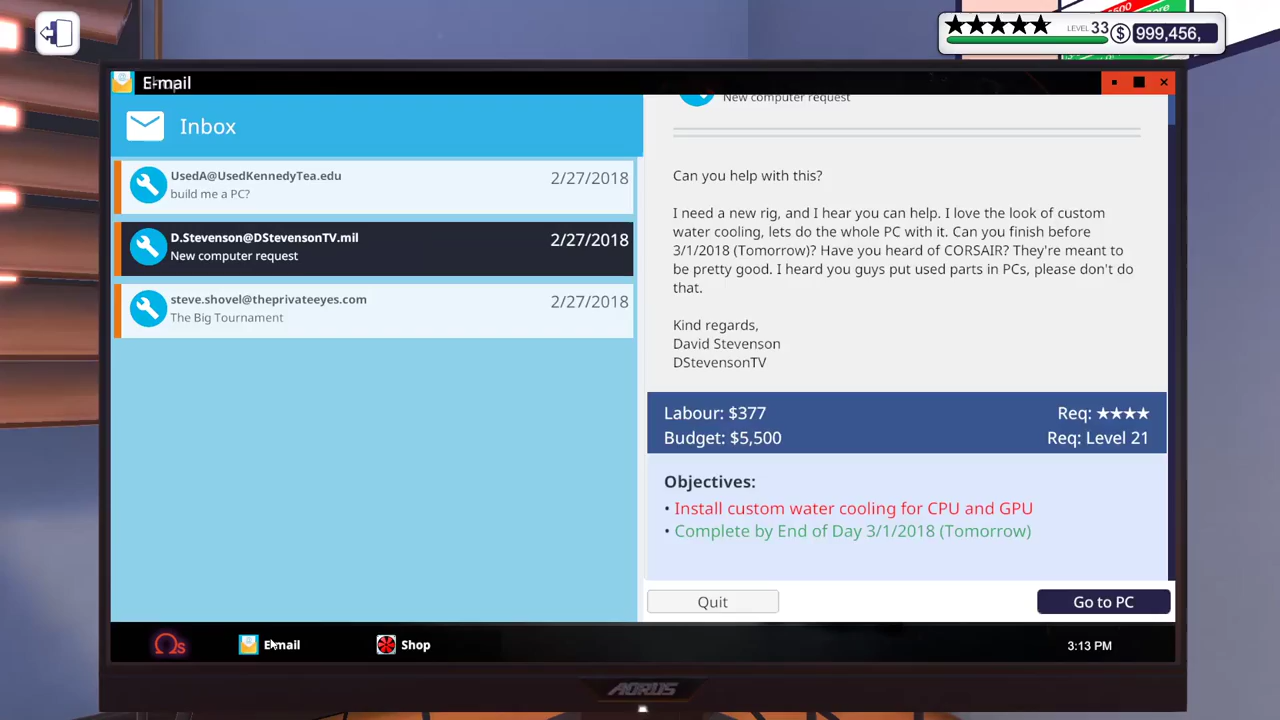 LEVEL 33 $ 999,456,
E-mail
Inbox
UsedA@UsedKennedyTea.edu 2/27/2018
build me a PC?
D.Stevenson@DStevensonTV.mil 2/27/2018
New computer request
steve.shovel@theprivateeyes.com 2/27/2018
The Big Tournament
New computer request
Can you help with this?
I need a new rig, and I hear you can help. I love the look of custom
water cooling, lets do the whole PC with it. Can you finish before
3/1/2018 (Tomorrow)? Have you heard of CORSAIR? They're meant to
be pretty good. I heard you guys put used parts in PCs, please don't do
that.
Kind regards,
David Stevenson
DStevensonTV
Labour: $377 Req: ★★★★
Budget: $5,500 Req: Level 21
Objectives:
• Install custom water cooling for CPU and GPU
• Complete by End of Day 3/1/2018 (Tomorrow)
Quit Go to PC
Ωs E-mail Shop 3:13 PM
AORUS